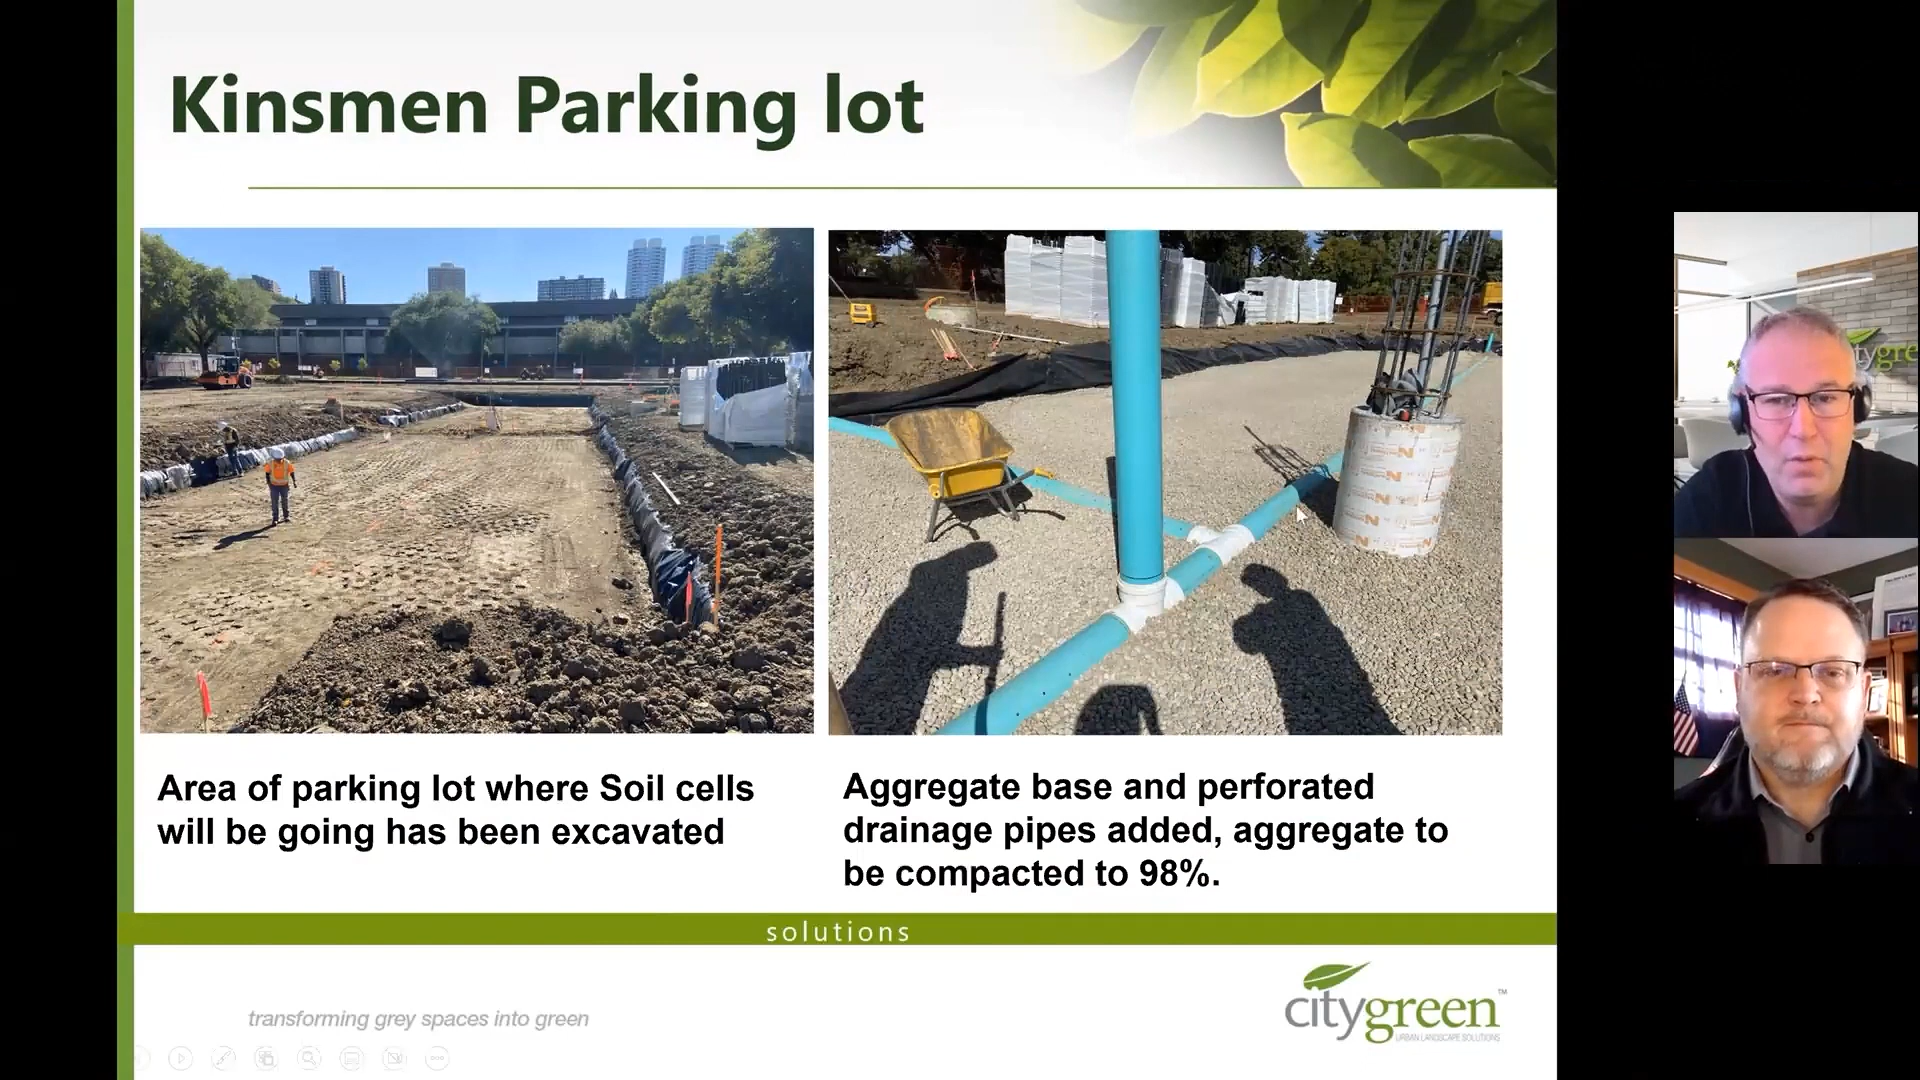 Kinsmen Parking lot
Area of parking lot where Soil cells
will be going has been excavated
Aggregate base and perforated
drainage pipes added, aggregate to
be compacted to 98%.
solutions
transforming grey spaces into green
citygreen™
URBAN LANDSCAPE SOLUTIONS
tygre